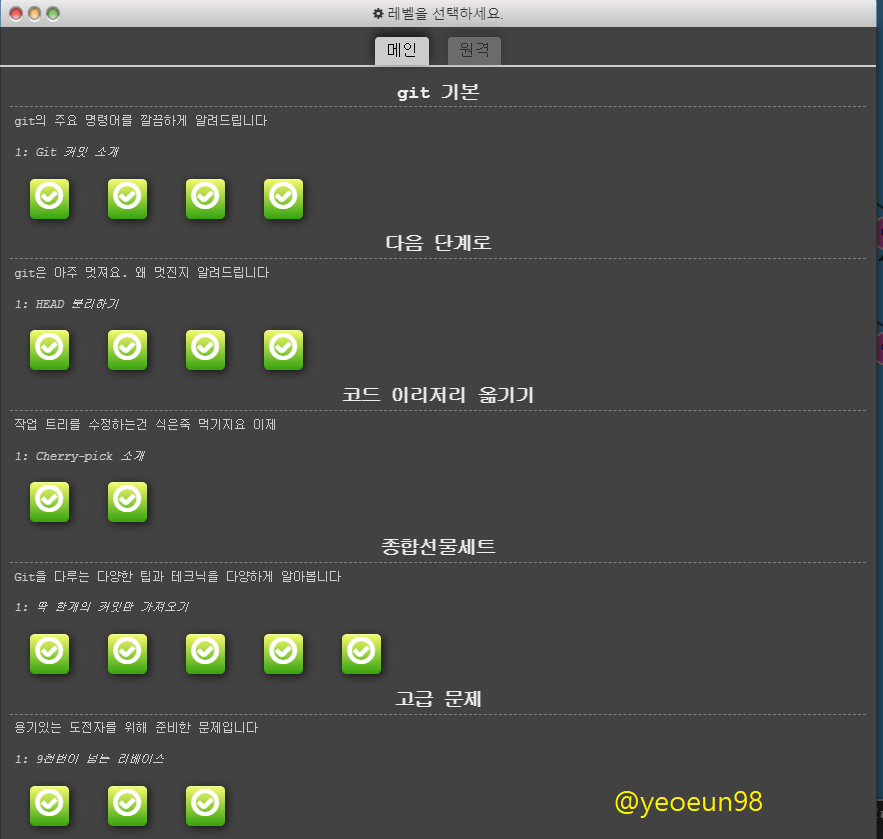 레벨을 선택하세요.
메인 원격
git 기본
git의 주요 명령어를 깔끔하게 알려드립니다
1: Git 커밋 소개
다음 단계로
git은 아주 멋져요. 왜 멋진지 알려드립니다
1: HEAD 분리하기
코드 이리저리 옮기기
작업 트리를 수정하는건 식은죽 먹기지요 이제
1: Cherry-pick 소개
종합선물세트
Git을 다루는 다양한 팁과 테크닉을 다양하게 알아봅니다
1: 딱 한개의 커밋만 가져오기
고급 문제
용기있는 도전자를 위해 준비한 문제입니다
1: 9천번이 넘는 리베이스
@yeoeun98